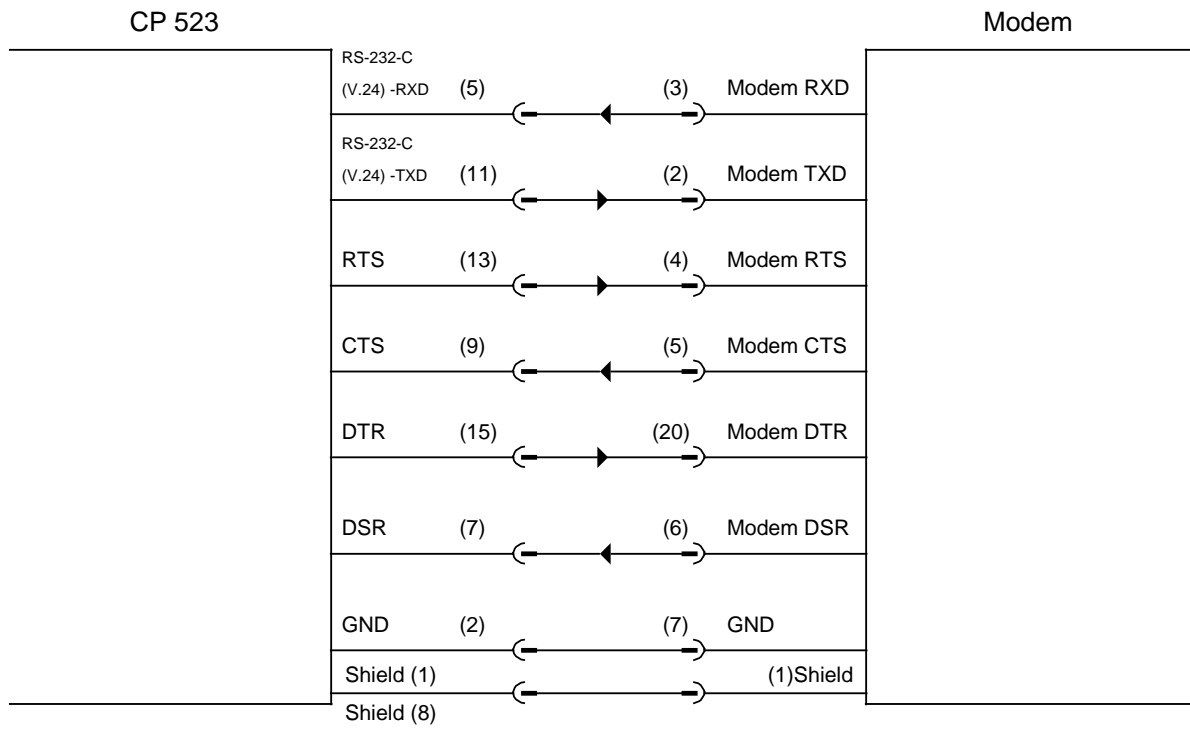 CP 523 Modem
RS-232-C
(V.24) -RXD (5) (3) Modem RXD
RS-232-C
(V.24) -TXD (11) (2) Modem TXD
RTS (13) (4) Modem RTS
CTS (9) (5) Modem CTS
DTR (15) (20) Modem DTR
DSR (7) (6) Modem DSR
GND (2) (7) GND
Shield (1) (1)Shield
Shield (8)